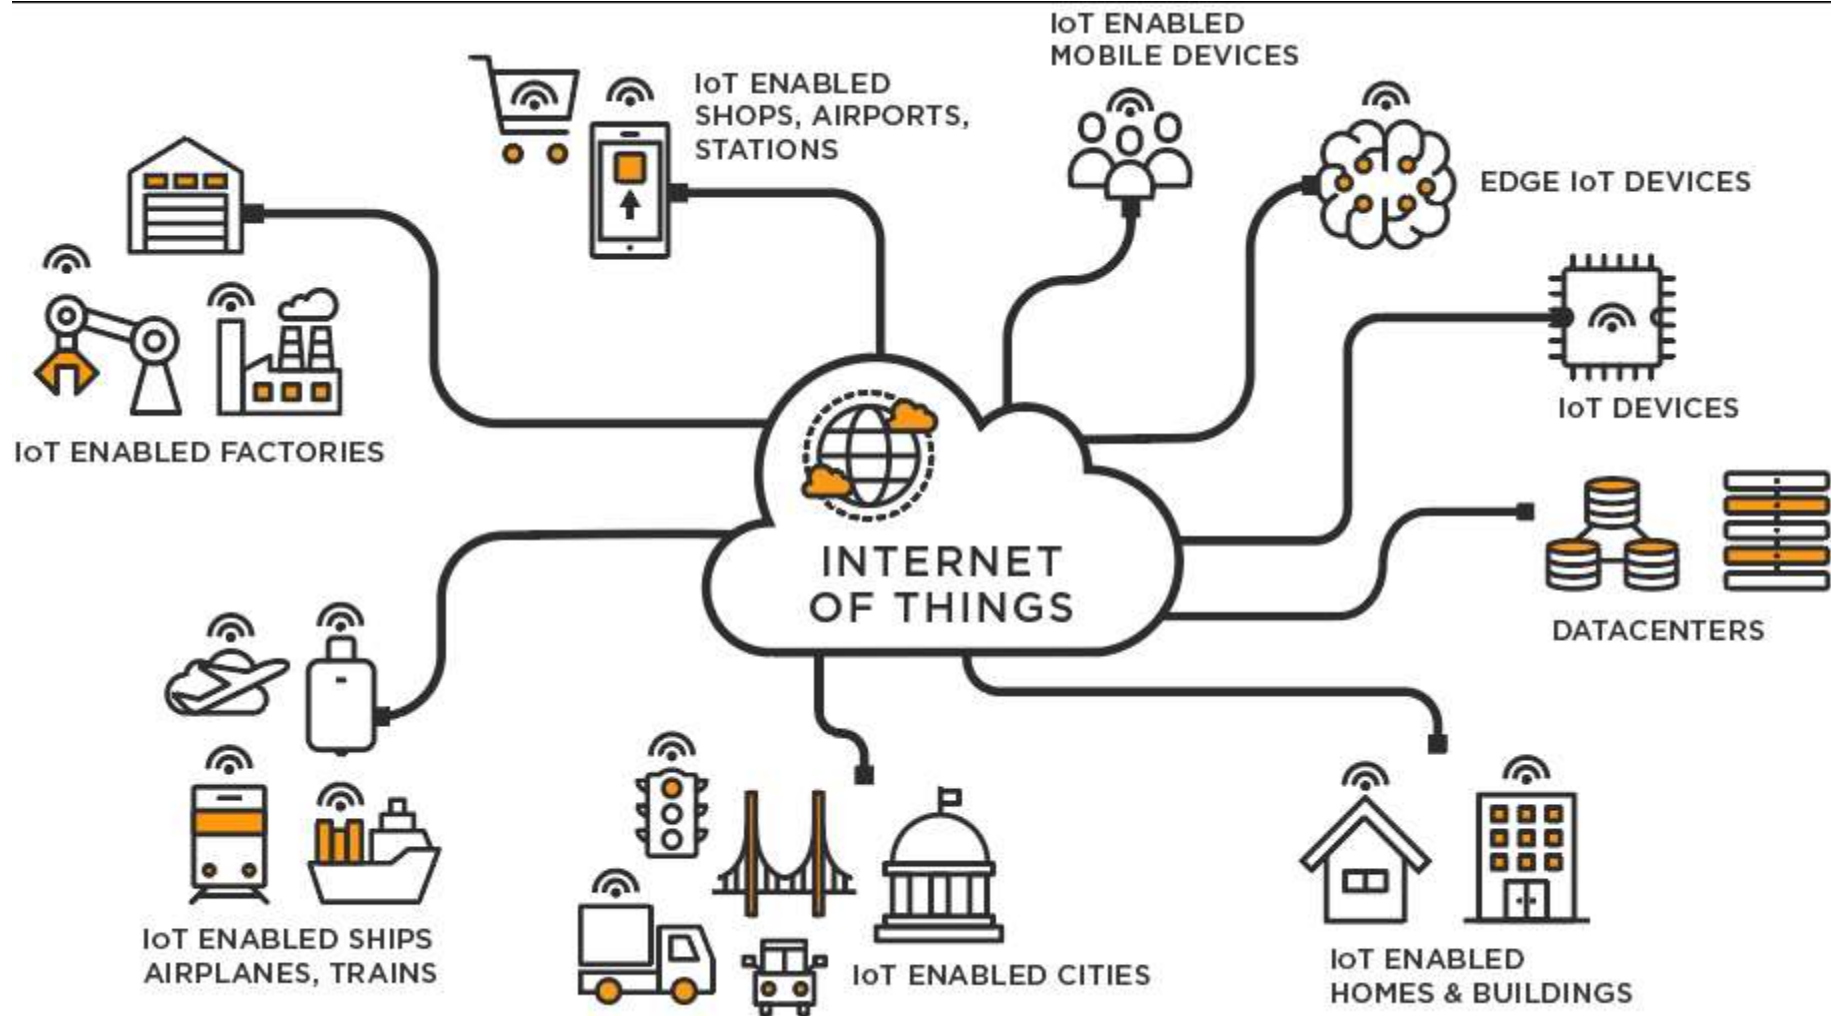 IoT ENABLED
MOBILE DEVICES
IoT ENABLED
SHOPS, AIRPORTS,
STATIONS
EDGE IoT DEVICES
IoT DEVICES
IoT ENABLED FACTORIES
INTERNET
OF THINGS
DATACENTERS
IoT ENABLED SHIPS
AIRPLANES, TRAINS
IoT ENABLED CITIES
IoT ENABLED
HOMES & BUILDINGS